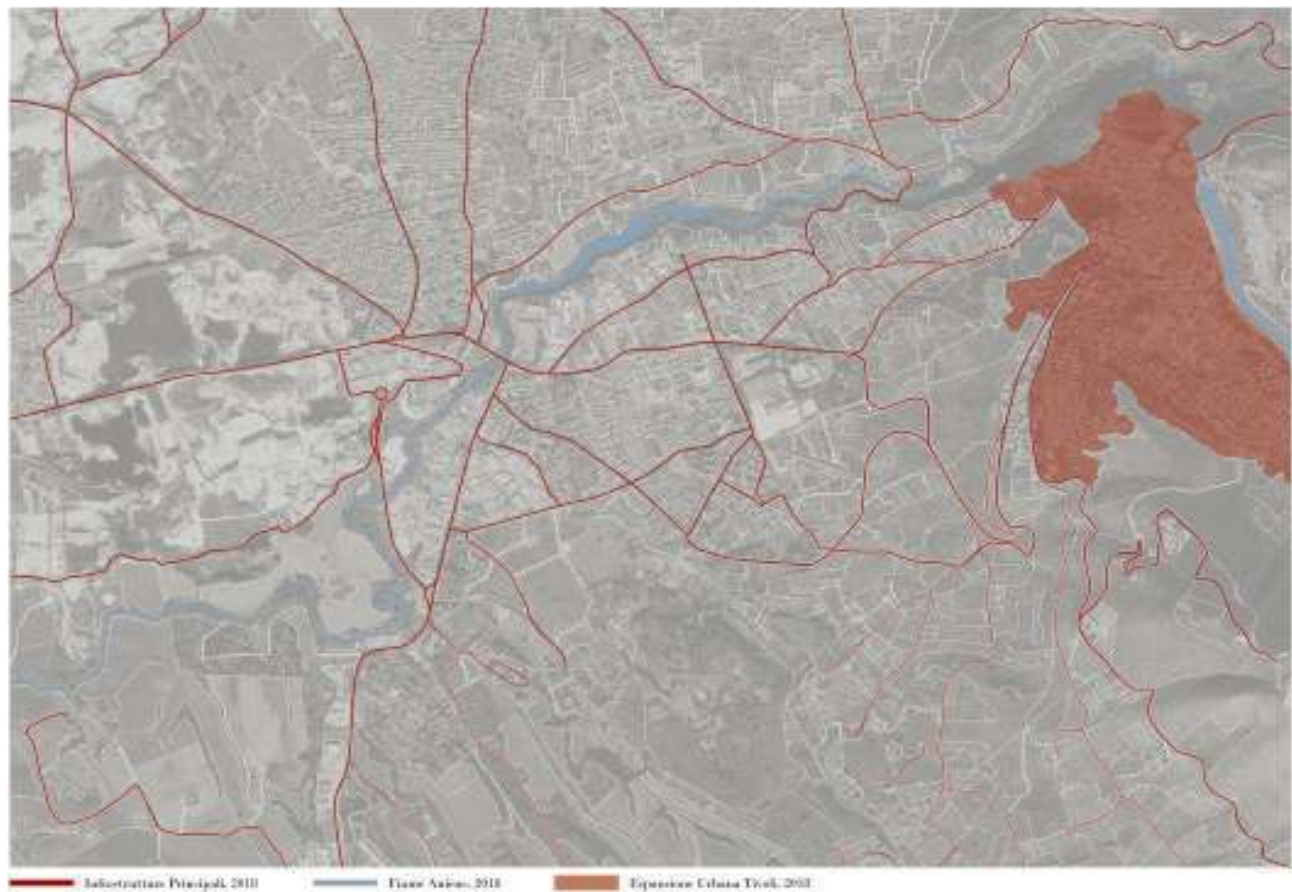 Infrastrutture Principali, 2018
Fiume Aniene, 2018
Espansione Urbana Tivoli, 2018